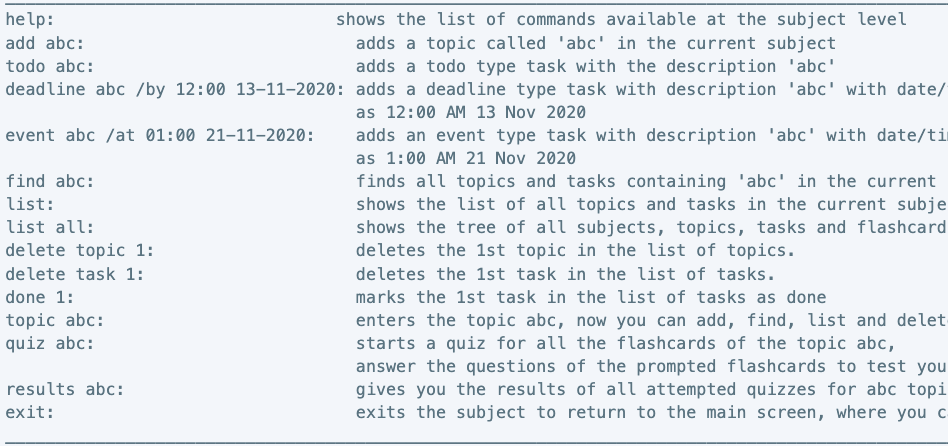 help: shows the list of commands available at the subject level
add abc: adds a topic called 'abc' in the current subject
todo abc: adds a todo type task with the description 'abc'
deadline abc /by 12:00 13-11-2020: adds a deadline type task with description 'abc' with date/
as 12:00 AM 13 Nov 2020
event abc /at 01:00 21-11-2020: adds an event type task with description 'abc' with date/ti
as 1:00 AM 21 Nov 2020
find abc: finds all topics and tasks containing 'abc' in the current
list: shows the list of all topics and tasks in the current subje
list all: shows the tree of all subjects, topics, tasks and flashcard
delete topic 1: deletes the 1st topic in the list of topics.
delete task 1: deletes the 1st task in the list of tasks.
done 1: marks the 1st task in the list of tasks as done
topic abc: enters the topic abc, now you can add, find, list and delet
quiz abc: starts a quiz for all the flashcards of the topic abc,
answer the questions of the prompted flashcards to test you
results abc: gives you the results of all attempted quizzes for abc topi
exit: exits the subject to return to the main screen, where you c